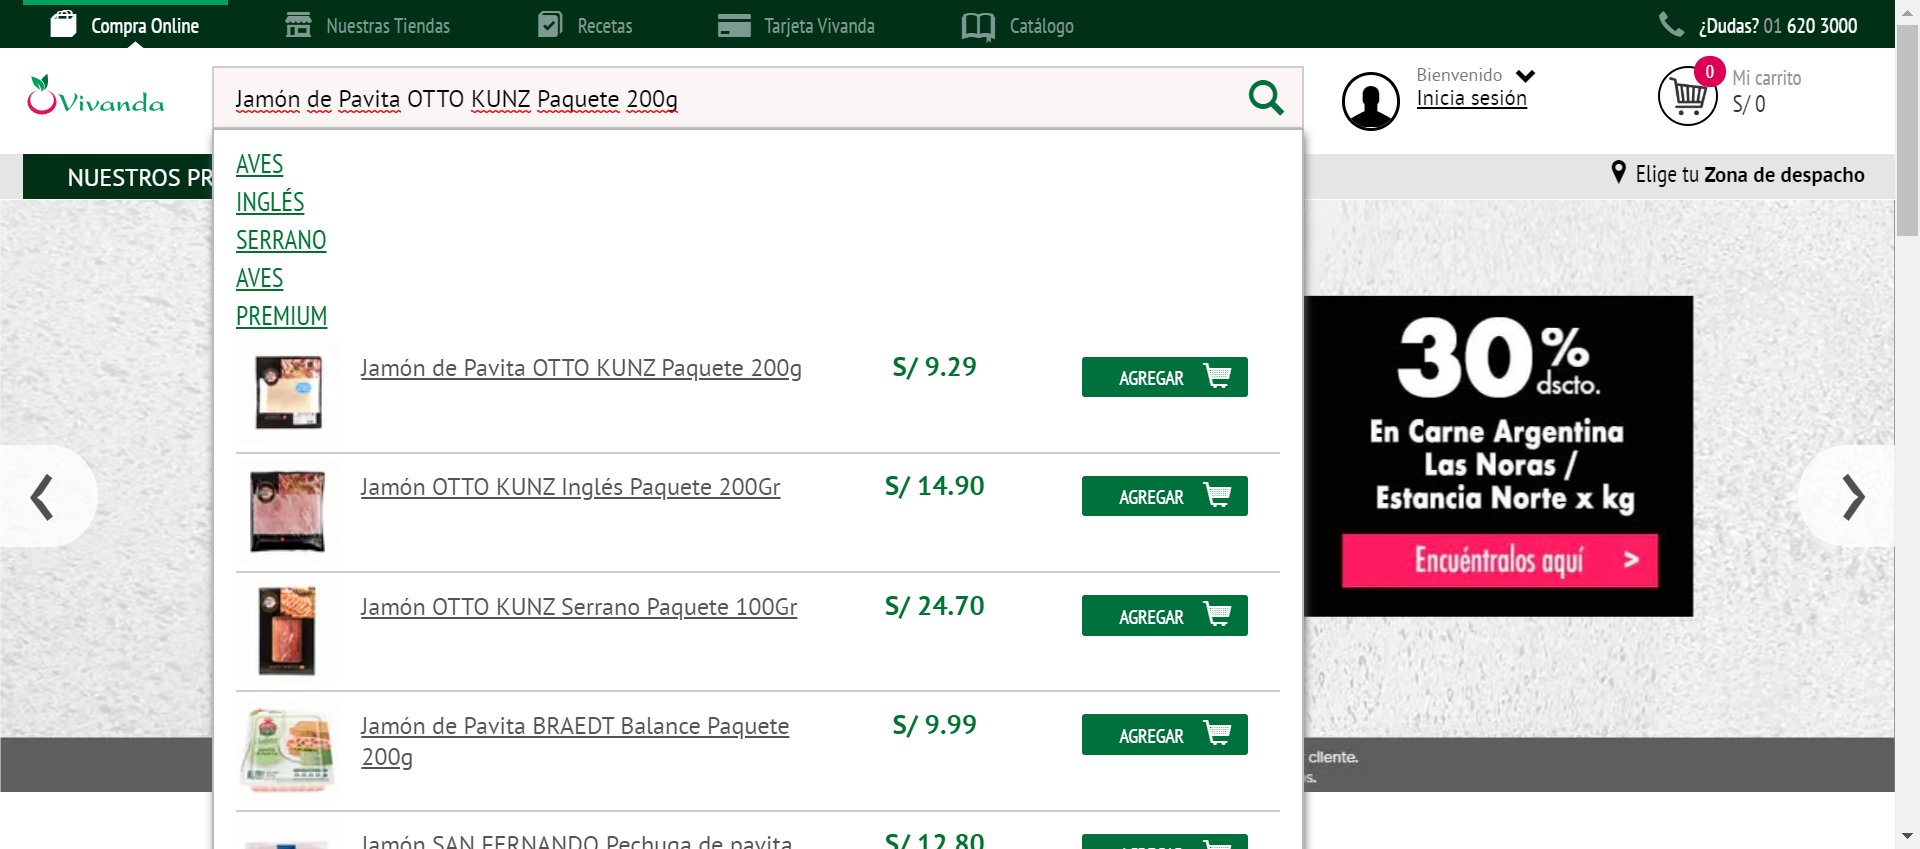 Compra Online
Nuestras Tiendas
Recetas
Tarjeta Vivanda
Catálogo
¿Dudas? 01 620 3000
Vivanda
Jamón de Pavita OTTO KUNZ Paquete 200g
Bienvenido
Inicia sesión
0
Mi carrito
S/ 0
NUESTROS PR
Elige tu Zona de despacho
AVES
INGLÉS
SERRANO
AVES
PREMIUM
Jamón de Pavita OTTO KUNZ Paquete 200g
S/ 9.29
AGREGAR
Jamón OTTO KUNZ Inglés Paquete 200Gr
S/ 14.90
AGREGAR
Jamón OTTO KUNZ Serrano Paquete 100Gr
S/ 24.70
AGREGAR
Jamón de Pavita BRAEDT Balance Paquete
200g
S/ 9.99
AGREGAR
Jamón SAN FERNANDO Pechuga de pavita
S/ 12.80
AGREGAR
30%
dscto.
En Carne Argentina
Las Noras /
Estancia Norte x kg
Encuéntralos aquí >
cliente.
s.